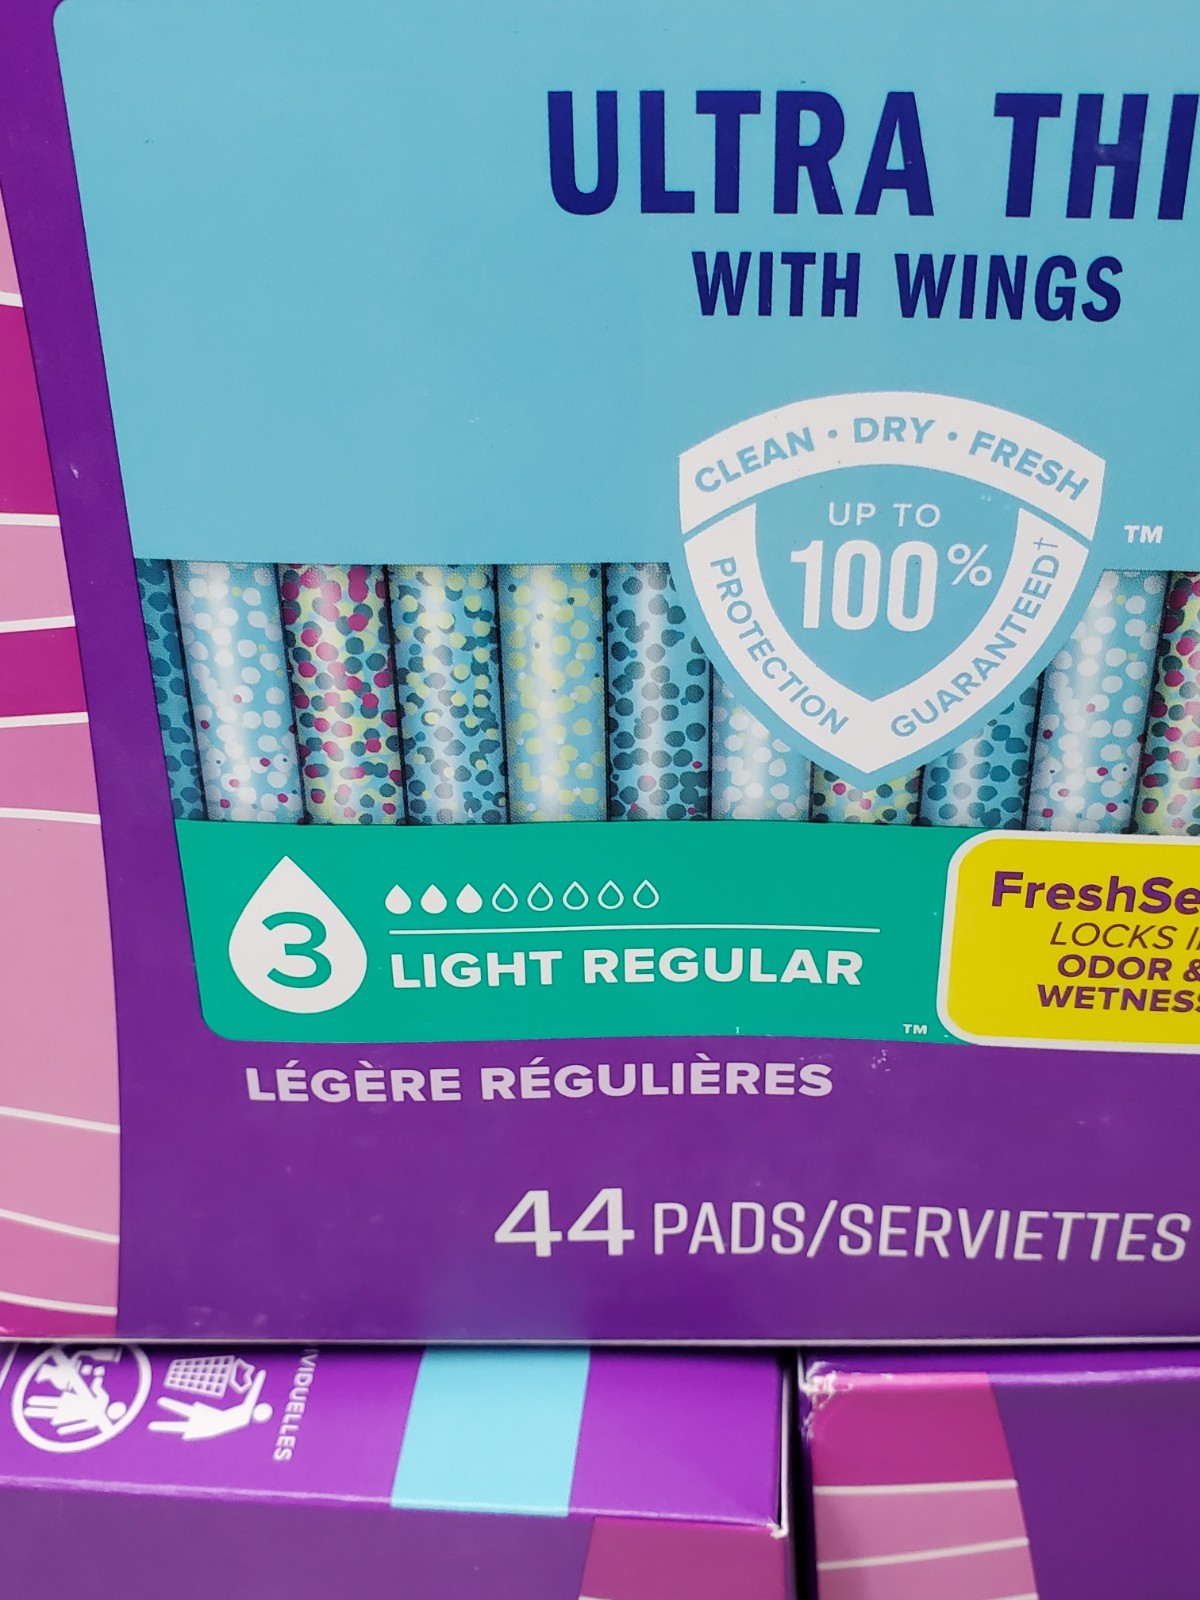 ULTRA THI
WITH WINGS
CLEAN • DRY • FRESH
UP TO
100%
PROTECTION GUARANTEED†
TM
3
LIGHT REGULAR
TM
FreshSe
LOCKS I
ODOR &
WETNESS
LÉGÈRE RÉGULIÈRES
44 PADS/SERVIETTES
VIDUELLES